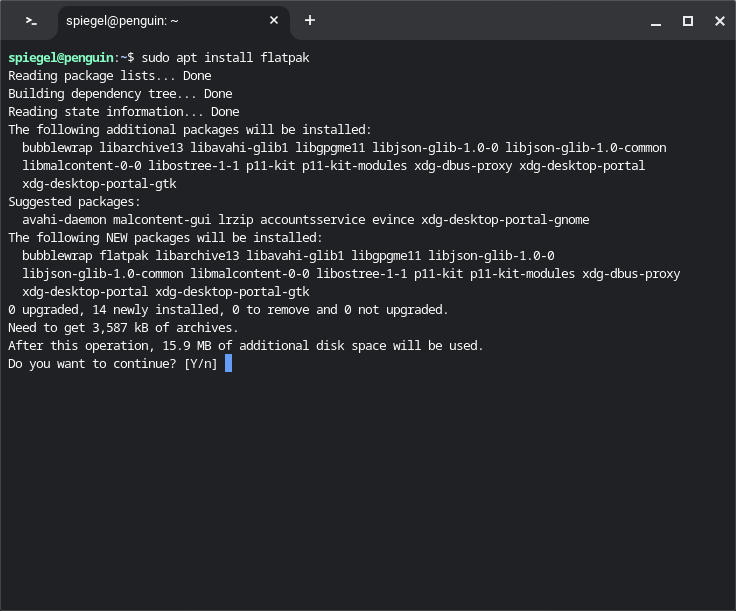 spiegel@penguin: ~
spiegel@penguin:~$ sudo apt install flatpak
Reading package lists... Done
Building dependency tree... Done
Reading state information... Done
The following additional packages will be installed:
  bubblewrap libarchive13 libavahi-glib1 libgpgme11 libjson-glib-1.0-0 libjson-glib-1.0-common
  libmalcontent-0-0 libostree-1-1 p11-kit p11-kit-modules xdg-dbus-proxy xdg-desktop-portal
  xdg-desktop-portal-gtk
Suggested packages:
  avahi-daemon malcontent-gui lrzip accountsservice evince xdg-desktop-portal-gnome
The following NEW packages will be installed:
  bubblewrap flatpak libarchive13 libavahi-glib1 libgpgme11 libjson-glib-1.0-0
  libjson-glib-1.0-common libmalcontent-0-0 libostree-1-1 p11-kit p11-kit-modules xdg-dbus-proxy
  xdg-desktop-portal xdg-desktop-portal-gtk
0 upgraded, 14 newly installed, 0 to remove and 0 not upgraded.
Need to get 3,587 kB of archives.
After this operation, 15.9 MB of additional disk space will be used.
Do you want to continue? [Y/n]